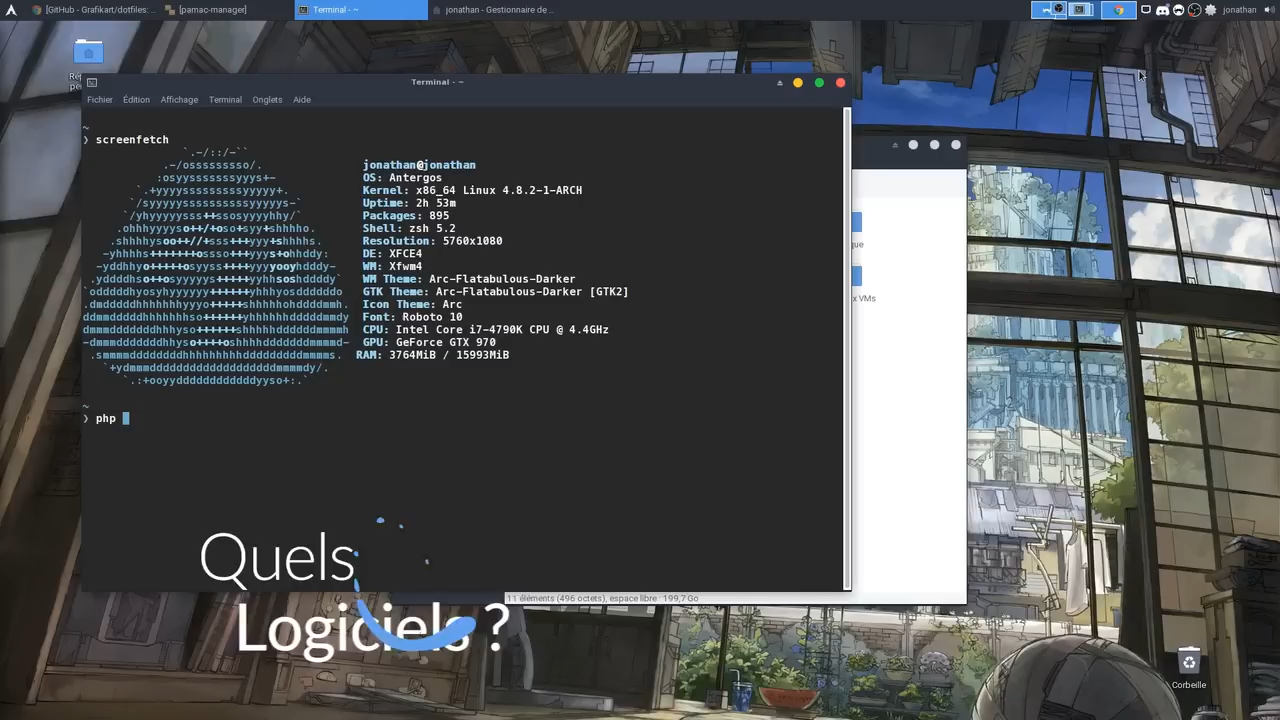 [GitHub - Grafikart/dotfiles: ...
[pamac-manager]
Terminal - ~
jonathan - Gestionnaire de ...
jonathan
Terminal - ~
Fichier Édition Affichage Terminal Onglets Aide
~
❯ screenfetch
jonathan@jonathan
OS: Antergos
Kernel: x86_64 Linux 4.8.2-1-ARCH
Uptime: 2h 53m
Packages: 895
Shell: zsh 5.2
Resolution: 5760x1080
DE: XFCE4
WM: Xfwm4
WM Theme: Arc-Flatabulous-Darker
GTK Theme: Arc-Flatabulous-Darker [GTK2]
Icon Theme: Arc
Font: Roboto 10
CPU: Intel Core i7-4790K CPU @ 4.4GHz
GPU: GeForce GTX 970
RAM: 3764MiB / 15993MiB
~
❯ php
que
x VMs
11 éléments (496 octets), espace libre : 199,7 Go
Quels
Logiciels ?
Corbeille